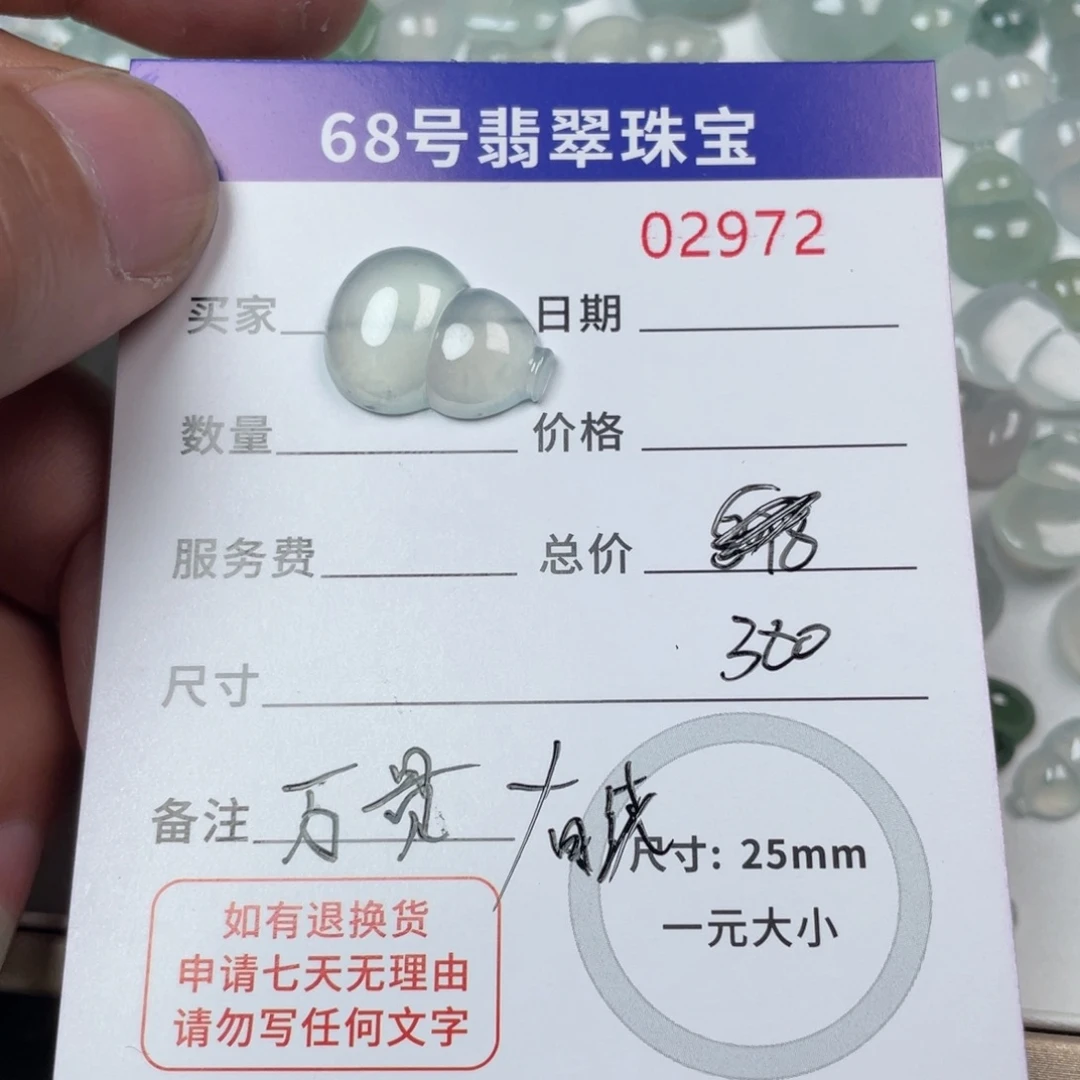 68号翡翠珠宝
02972
买家 日期
数量 价格
服务费 总价
380
尺寸
备注
尺寸: 25mm
一元大小
如有退换货
申请七天无理由
请勿写任何文字